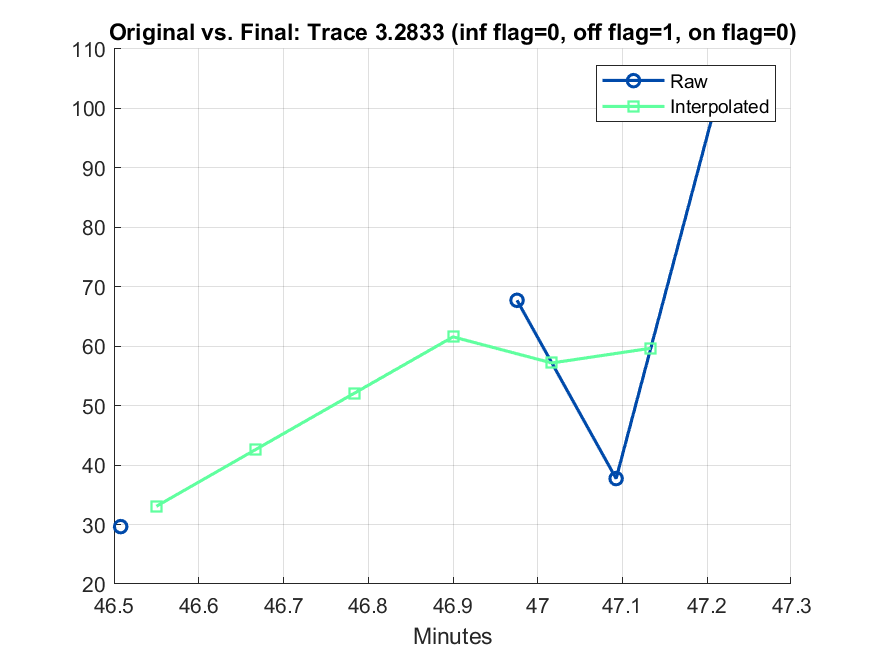 Original vs. Final: Trace 3.2833 (inf flag=0, off flag=1, on flag=0)
110
100
90
80
70
60
50
40
30
20
Raw
Interpolated
46.5 46.6 46.7 46.8 46.9 47 47.1 47.2 47.3
Minutes